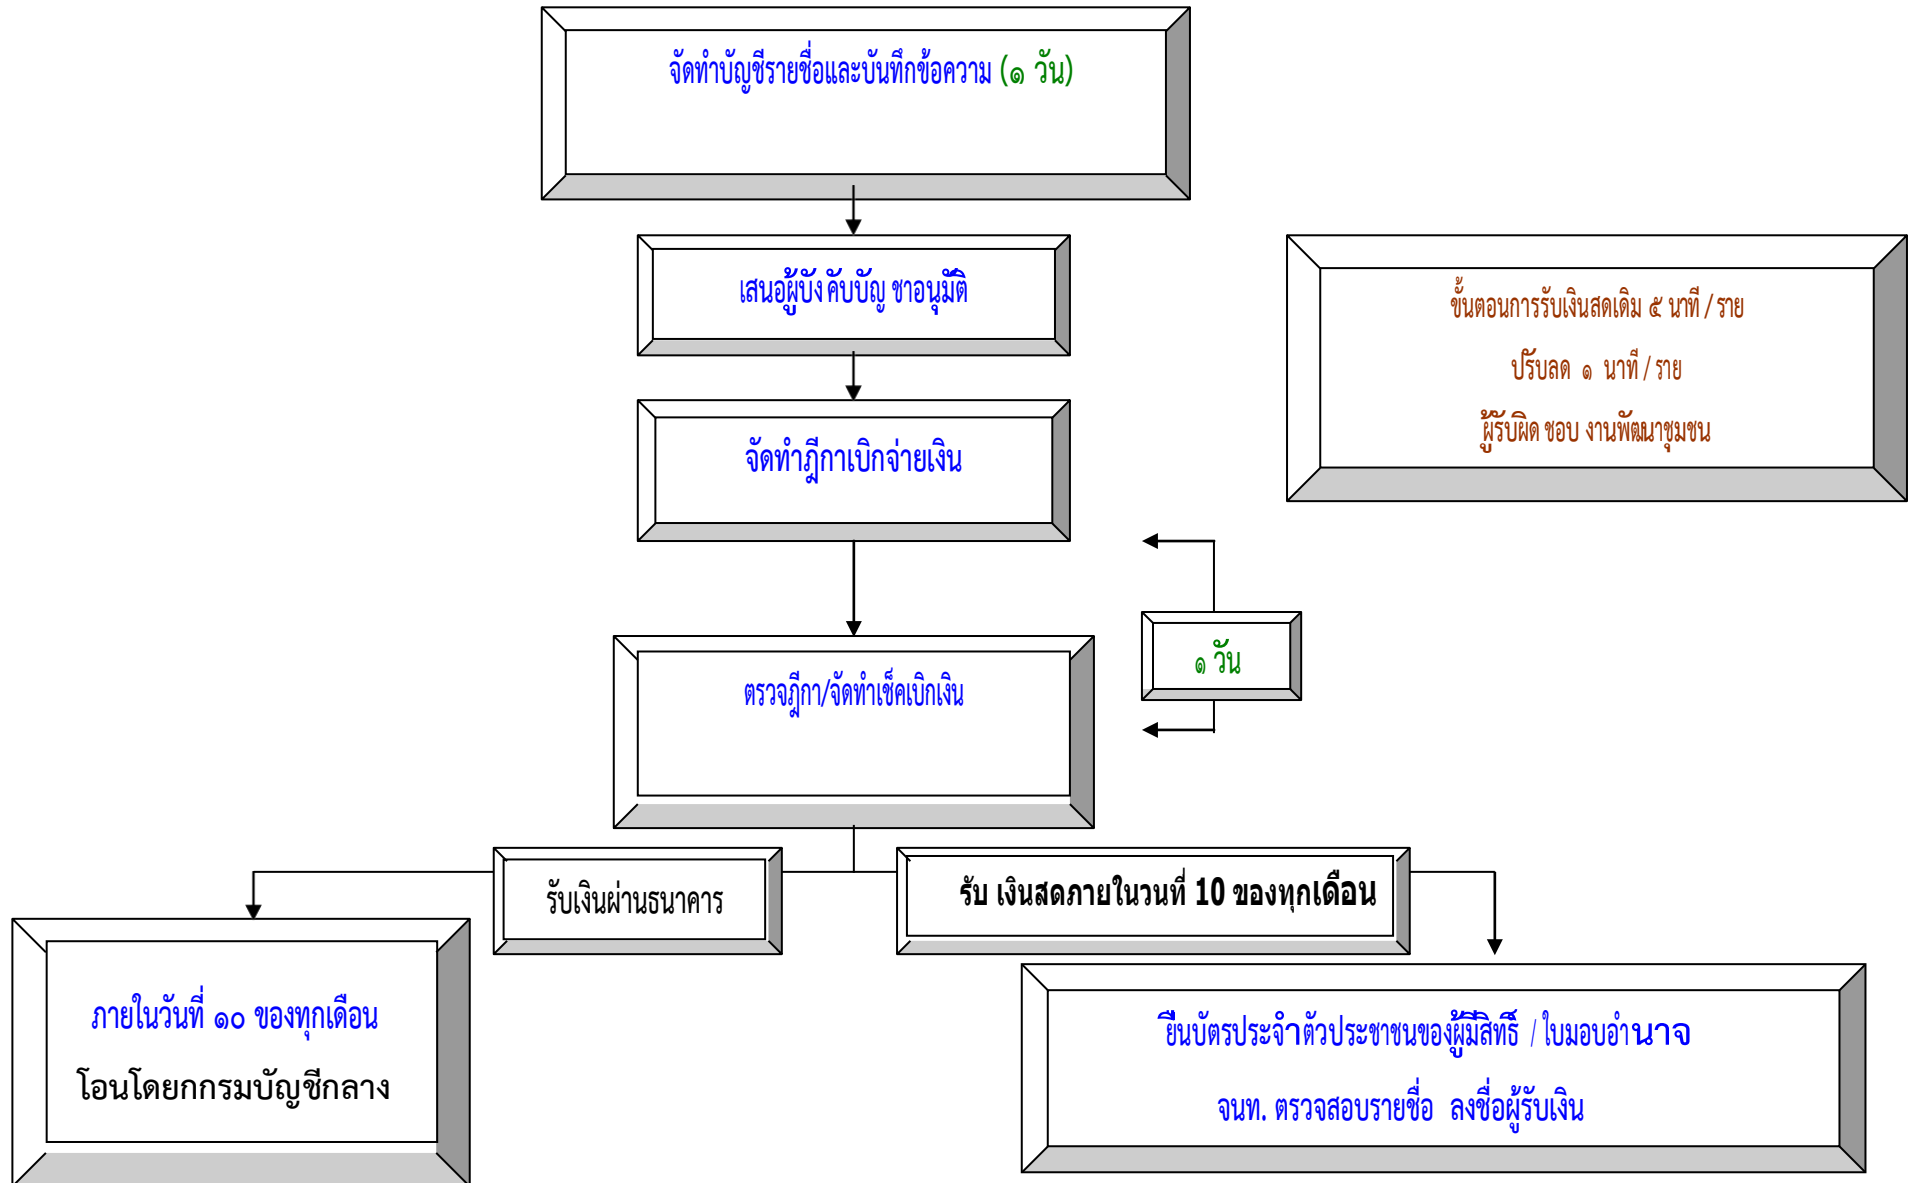 จัดทำบัญชีรายชื่อและบันทึกข้อความ (๑ วัน)
เสนอผู้บังคับบัญชาอนุมัติ
ขั้นตอนการรับเงินสดเดิม ๕ นาที / ราย
ปรับลด ๑ นาที / ราย
ผู้รับผิดชอบ งานพัฒนาชุมชน
จัดทำฎีกาเบิกจ่ายเงิน
๑ วัน
ตรวจฎีกา/จัดทำเช็คเบิกเงิน
รับเงินผ่านธนาคาร
รับ เงินสดภายในวนที่ 10 ของทุกเดือน
ภายในวันที่ ๑๐ ของทุกเดือน
โอนโดยกกรมบัญชีกลาง
ยื่นบัตรประจำตัวประชาชนของผู้มีสิทธิ์ / ใบมอบอำนาจ
จนท. ตรวจสอบรายชื่อ ลงชื่อผู้รับเงิน